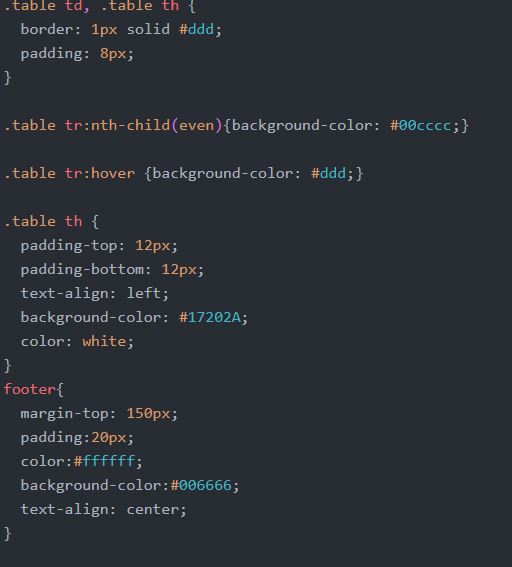 .table td, .table th {
  border: 1px solid #ddd;
  padding: 8px;
}

.table tr:nth-child(even){background-color: #00cccc;}

.table tr:hover {background-color: #ddd;}

.table th {
  padding-top: 12px;
  padding-bottom: 12px;
  text-align: left;
  background-color: #17202A;
  color: white;
}
footer{
  margin-top: 150px;
  padding:20px;
  color:#ffffff;
  background-color:#006666;
  text-align: center;
}